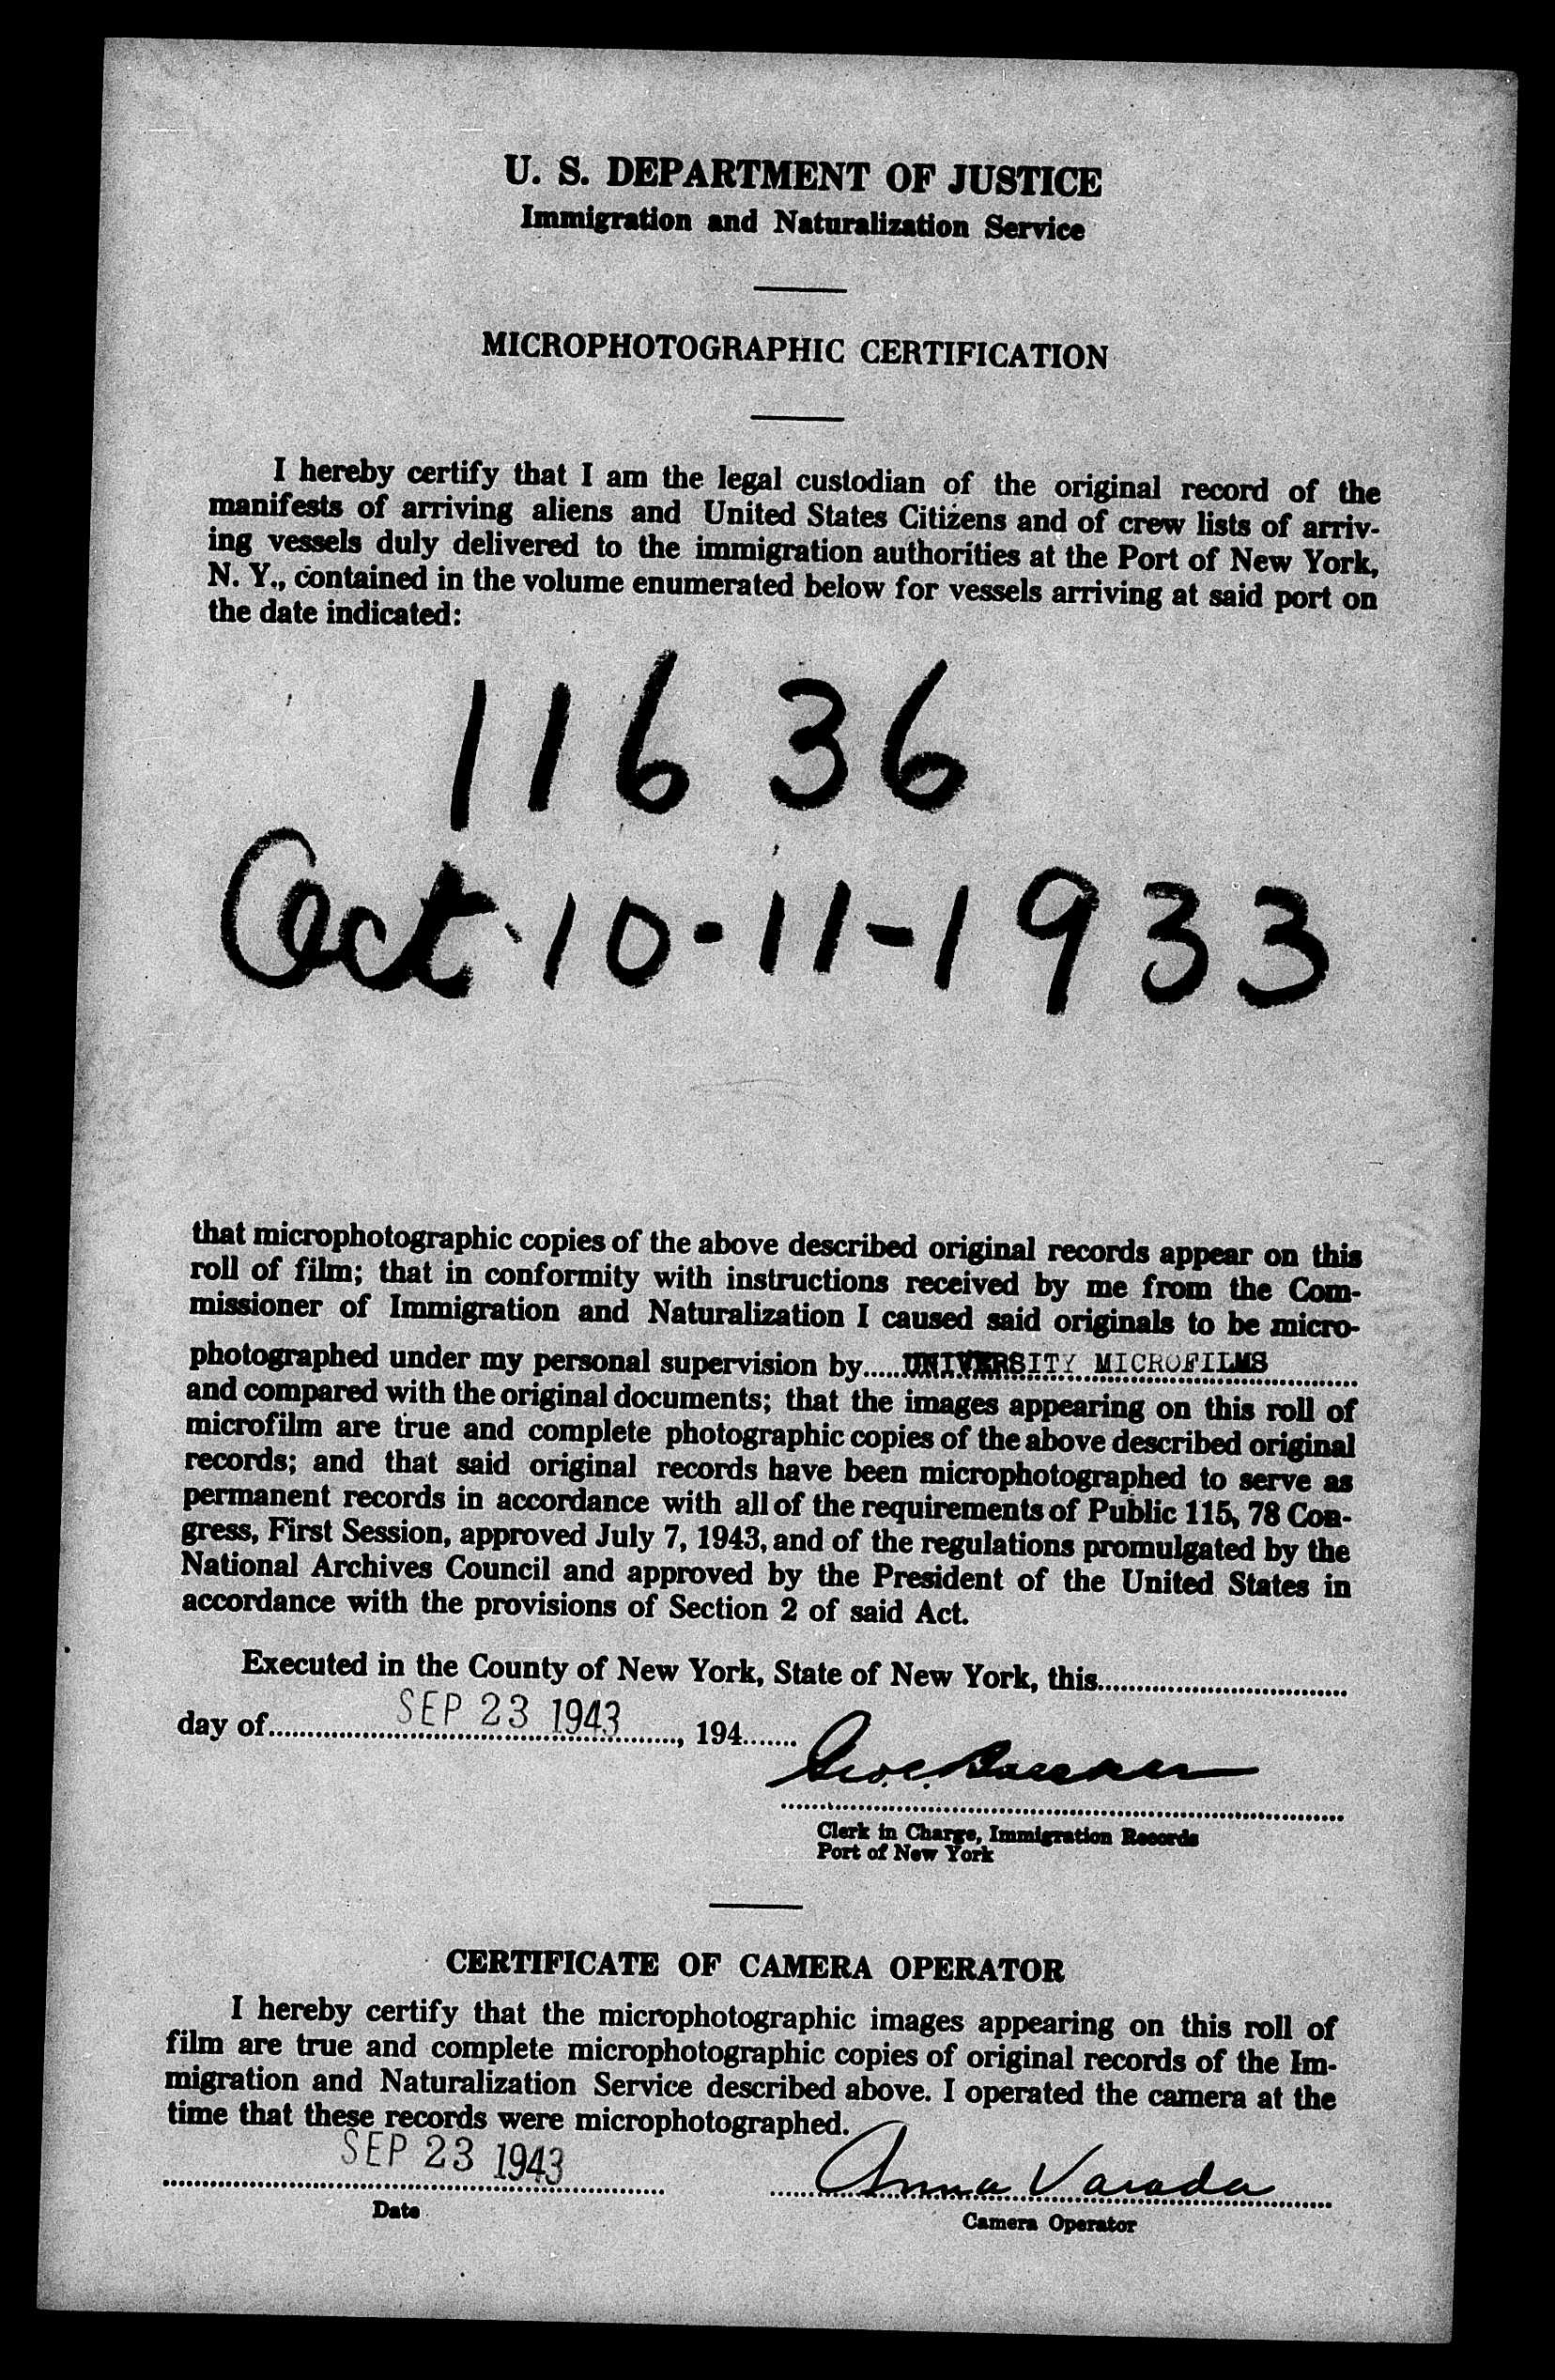 U. S. DEPARTMENT OF JUSTICE
Immigration and Naturalization Service
MICROPHOTOGRAPHIC CERTIFICATION
I hereby certify that I am the legal custodian of the original record of the
manifests of arriving aliens and United States Citizens and of crew lists of arriv-
ing vessels duly delivered to the immigration authorities at the Port of New York,
N. Y., contained in the volume enumerated below for vessels arriving at said port on
the date indicated:
11636
Oct. 10-11-1933
that microphotographic copies of the above described original records appear on this
roll of film; that in conformity with instructions received by me from the Com-
missioner of Immigration and Naturalization I caused said originals to be micro-
photographed under my personal supervision by.....UNIVERSITY MICROFILMS
and compared with the original documents; that the images appearing on this roll of
microfilm are true and complete photographic copies of the above described original
records; and that said original records have been microphotographed to serve as
permanent records in accordance with all of the requirements of Public 115, 78 Con-
gress, First Session, approved July 7, 1943, and of the regulations promulgated by the
National Archives Council and approved by the President of the United States in
accordance with the provisions of Section 2 of said Act.
Executed in the County of New York, State of New York, this
day of SEP 23 1943, 194
Clerk in Charge, Immigration Records
Port of New York
CERTIFICATE OF CAMERA OPERATOR
I hereby certify that the microphotographic images appearing on this roll of
film are true and complete microphotographic copies of original records of the Im-
migration and Naturalization Service described above. I operated the camera at the
time that these records were microphotographed.
SEP 23 1943 Anna Varada
Date Camera Operator